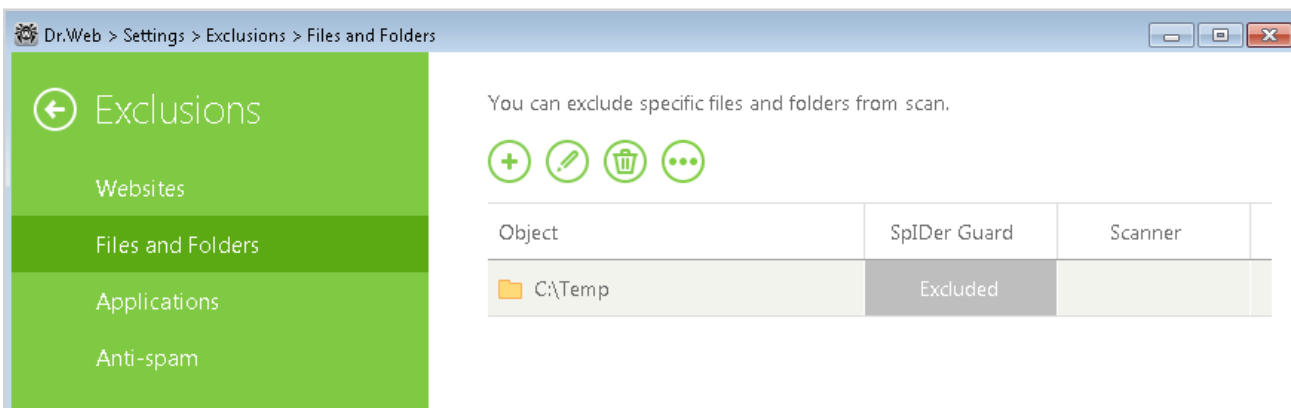 Dr.Web > Settings > Exclusions > Files and Folders
Exclusions
Websites
Files and Folders
Applications
Anti-spam
You can exclude specific files and folders from scan.
Object SpIDer Guard Scanner
C:\Temp Excluded